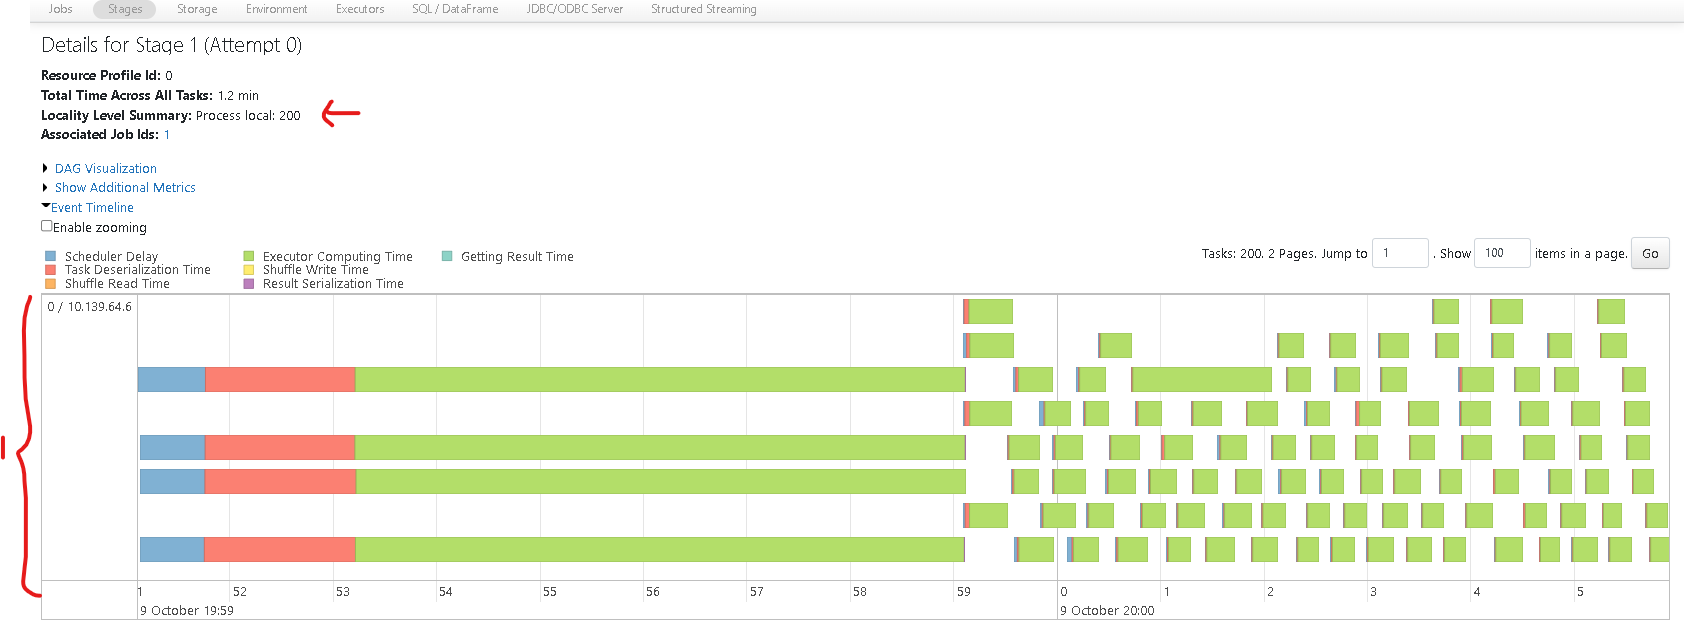 Jobs Stages Storage Environment Executors SQL / DataFrame JDBC/ODBC Server Structured Streaming
Details for Stage 1 (Attempt 0)
Resource Profile Id: 0
Total Time Across All Tasks: 1.2 min
Locality Level Summary: Process local: 200
Associated Job Ids: 1
DAG Visualization
Show Additional Metrics
Event Timeline
Enable zooming
Scheduler Delay Executor Computing Time Getting Result Time
Task Deserialization Time Shuffle Write Time
Shuffle Read Time Result Serialization Time
Tasks: 200. 2 Pages. Jump to 1 . Show 100 items in a page. Go
0 / 10.139.64.6
1 52 53 54 55 56 57 58 59 0 1 2 3 4 5
9 October 19:59 9 October 20:00